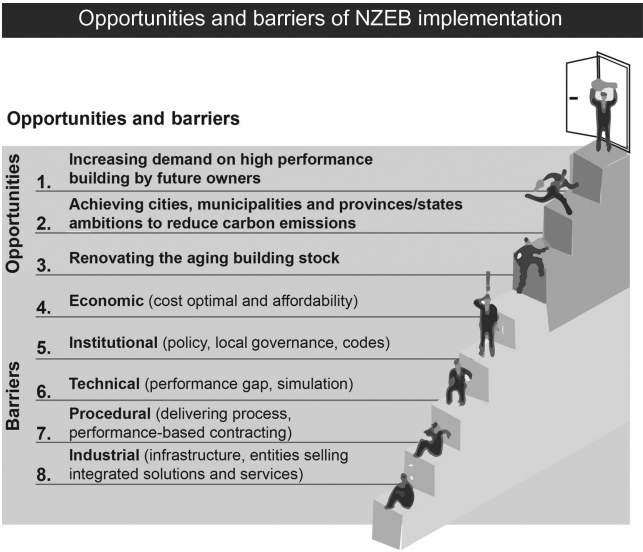 Opportunities and barriers of NZEB implementation
Opportunities and barriers
Opportunities
1. Increasing demand on high performance
building by future owners
2. Achieving cities, municipalities and provinces/states
ambitions to reduce carbon emissions
3. Renovating the aging building stock
Barriers
4. Economic (cost optimal and affordability)
5. Institutional (policy, local governance, codes)
6. Technical (performance gap, simulation)
7. Procedural (delivering process,
performance-based contracting)
8. Industrial (infrastructure, entities selling
integrated solutions and services)